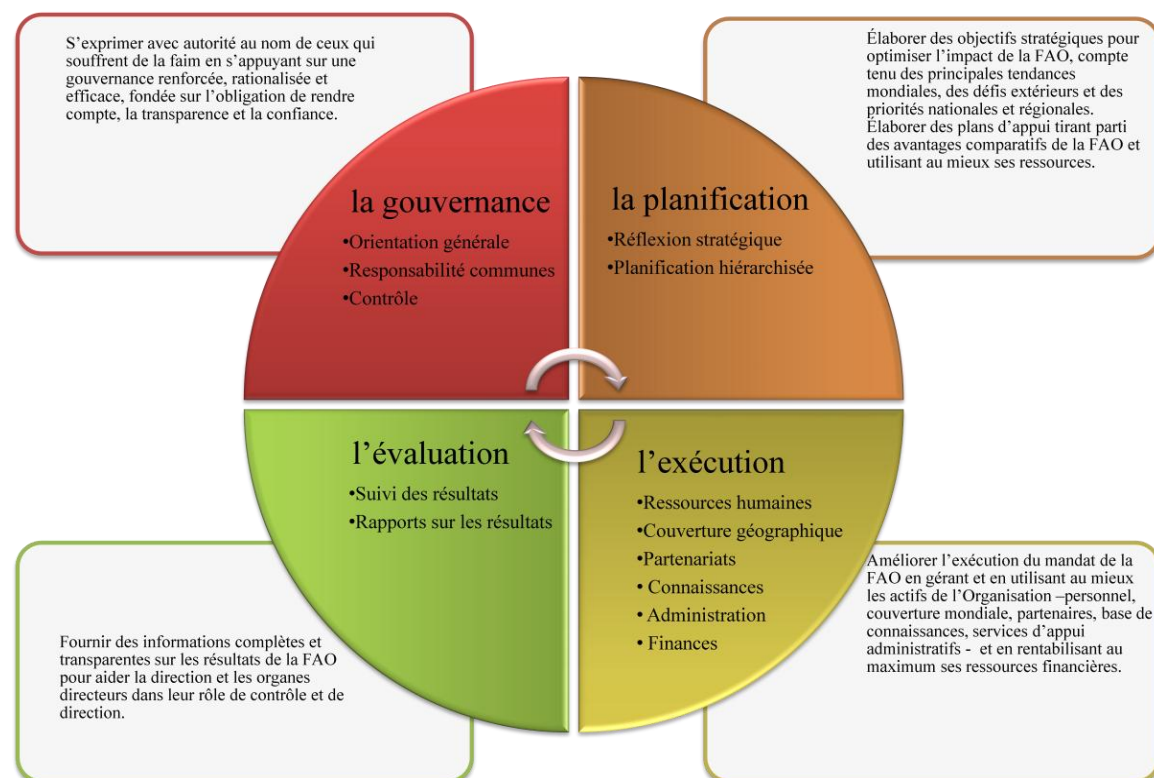 S’exprimer avec autorité au nom de ceux qui
souffrent de la faim en s’appuyant sur une
gouvernance renforcée, rationalisée et
efficace, fondée sur l’obligation de rendre
compte, la transparence et la confiance.
Élaborer des objectifs stratégiques pour
optimiser l’impact de la FAO, compte
tenu des principales tendances
mondiales, des défis extérieurs et des
priorités nationales et régionales.
Élaborer des plans d’appui tirant parti
des avantages comparatifs de la FAO et
utilisant au mieux ses ressources.
la gouvernance
•Orientation générale
•Responsabilité communes
•Contrôle
la planification
•Réflexion stratégique
•Planification hiérarchisée
l’évaluation
•Suivi des résultats
•Rapports sur les résultats
l’exécution
•Ressources humaines
•Couverture géographique
•Partenariats
• Connaissances
• Administration
• Finances
Fournir des informations complètes et
transparentes sur les résultats de la FAO
pour aider la direction et les organes
directeurs dans leur rôle de contrôle et de
direction.
Améliorer l’exécution du mandat de la
FAO en gérant et en utilisant au mieux
les actifs de l’Organisation –personnel,
couverture mondiale, partenaires, base de
connaissances, services d’appui
administratifs - et en rentabilisant au
maximum ses ressources financières.